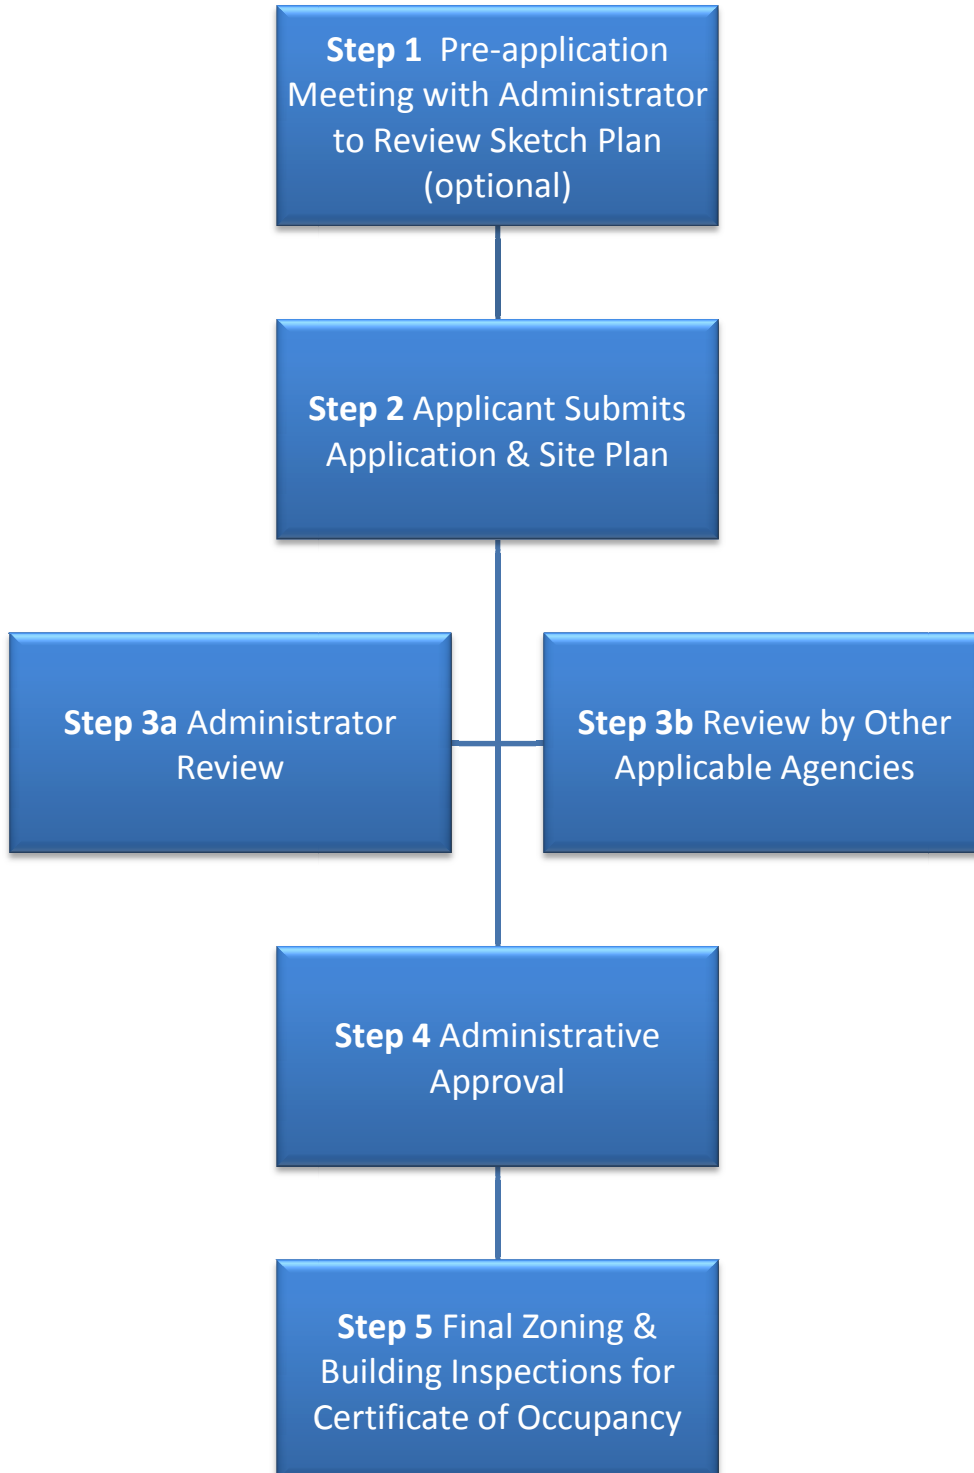 Step 1  Pre-application
Meeting with Administrator
to Review Sketch Plan
(optional)
Step 2 Applicant Submits
Application & Site Plan
Step 3a Administrator
Review
Step 3b Review by Other
Applicable Agencies
Step 4 Administrative
Approval
Step 5 Final Zoning &
Building Inspections for
Certificate of Occupancy